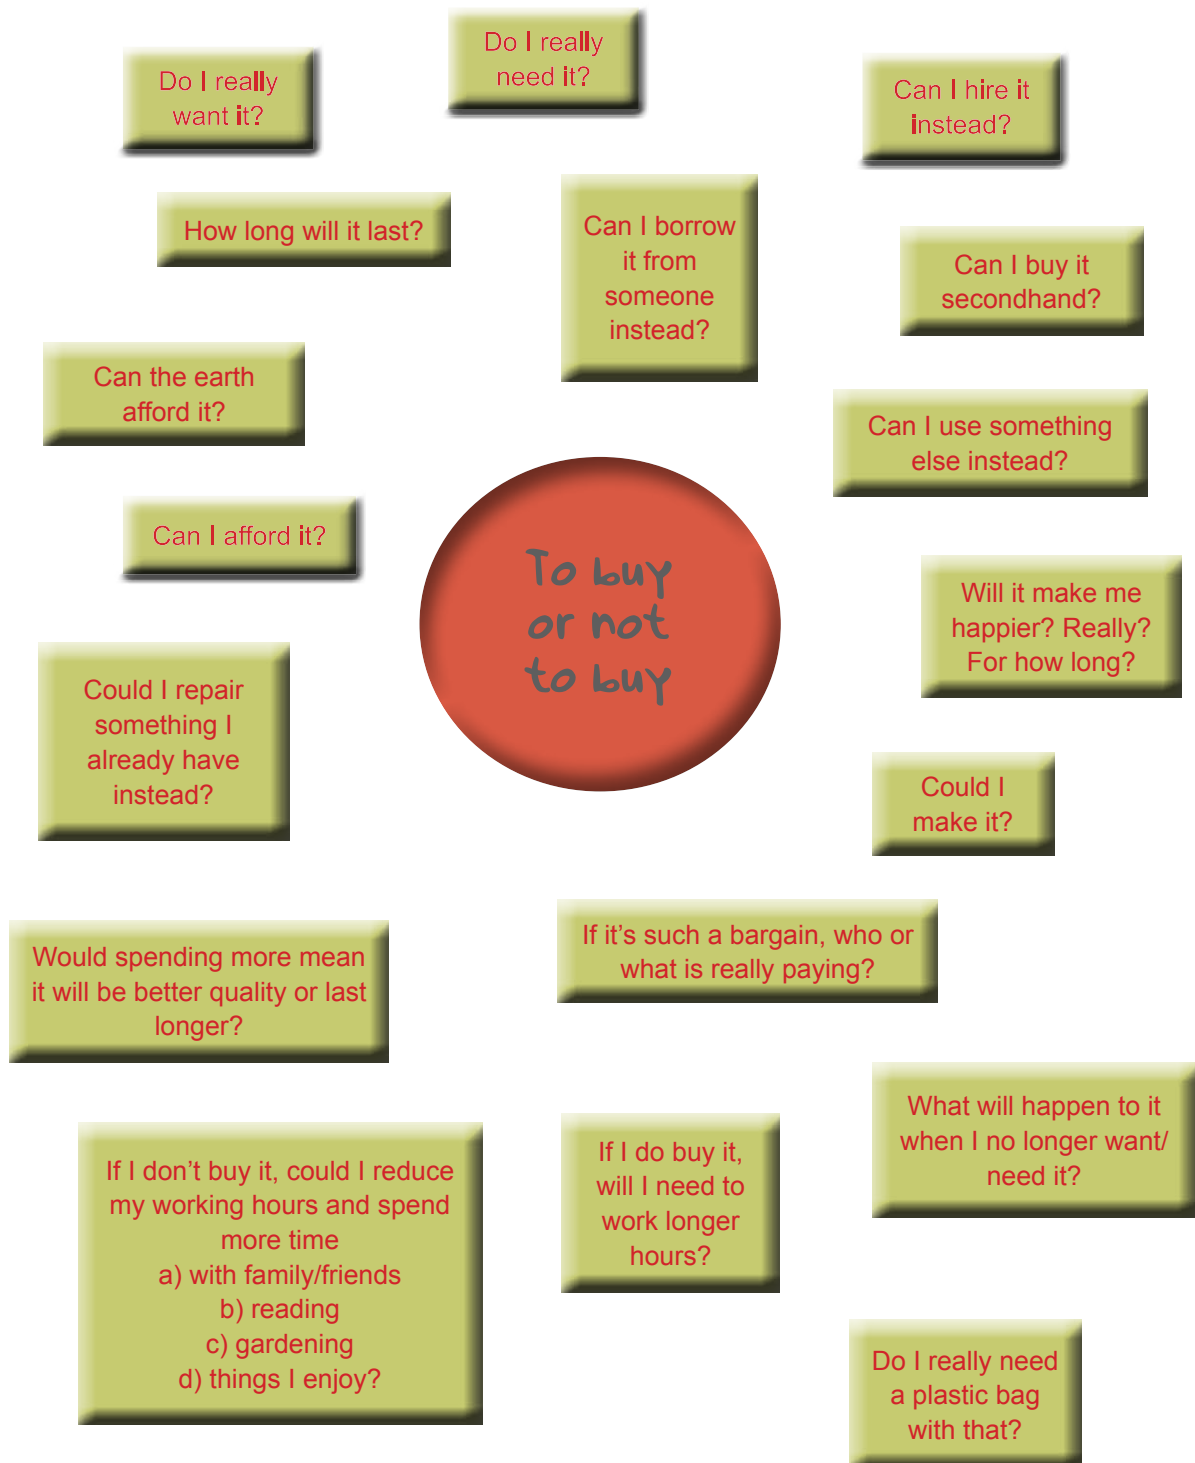 Do I really
want it?
Do I really
need it?
Can I hire it
instead?
How long will it last?
Can I borrow
it from
someone
instead?
Can I buy it
secondhand?
Can the earth
afford it?
Can I use something
else instead?
Can I afford it?
To buy
or not
to buy
Will it make me
happier? Really?
For how long?
Could I repair
something I
already have
instead?
Could I
make it?
Would spending more mean
it will be better quality or last
longer?
If it’s such a bargain, who or
what is really paying?
What will happen to it
when I no longer want/
need it?
If I don’t buy it, could I reduce
my working hours and spend
more time
a) with family/friends
b) reading
c) gardening
d) things I enjoy?
If I do buy it,
will I need to
work longer
hours?
Do I really need
a plastic bag
with that?